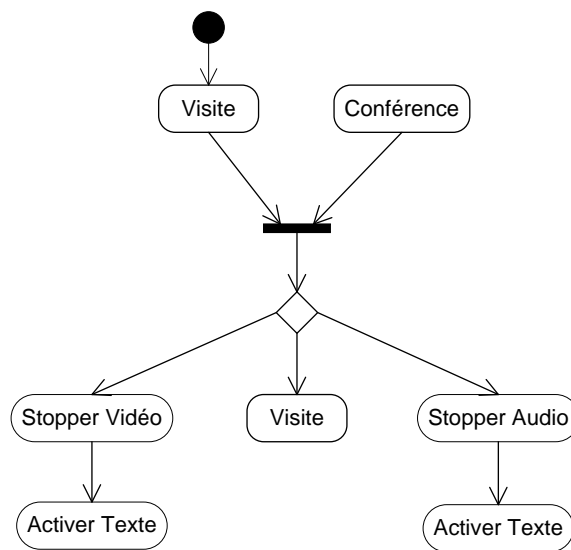 Visite
Conférence
Stopper Vidéo
Visite
Stopper Audio
Activer Texte
Activer Texte